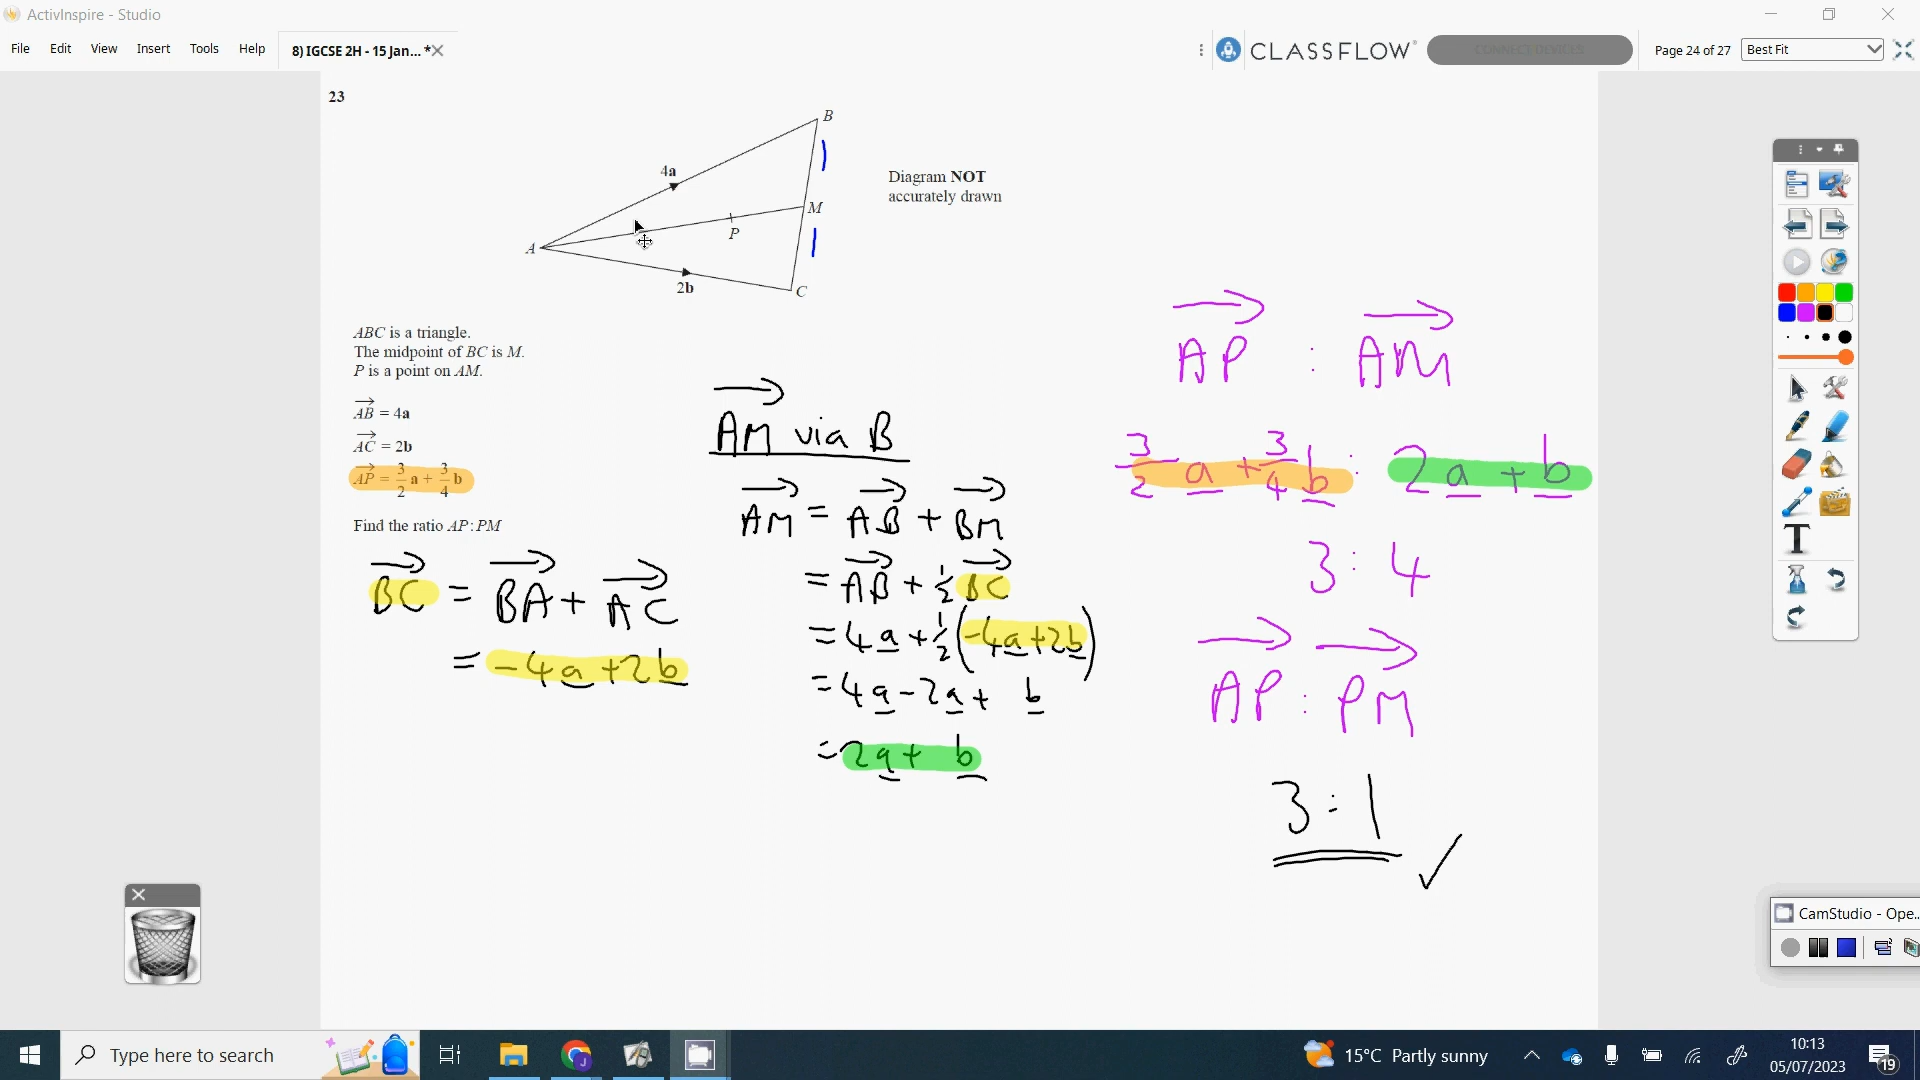 ActivInspire - Studio
File Edit View Insert Tools Help 8) IGCSE 2H - 15 Jan... *
CLASSFLOW CONNECT DEVICES Page 24 of 27 Best Fit
23
B
4a
Diagram NOT
accurately drawn
M
P
A
2b
C
ABC is a triangle.
The midpoint of BC is M.
P is a point on AM.
AB→ = 4a
AC→ = 2b
AP→ = 3/2 a + 3/4 b
Find the ratio AP : PM
BC→ = BA→ + AC→
= -4a + 2b
AM→ via B
AM→ = AB→ + BM→
= AB→ + ½ BC→
= 4a + ½(-4a + 2b)
= 4a - 2a + b
= 2a + b
AP→ : AM→
3/2 a + 3/4 b : 2a + b
3 : 4
AP→ : PM→
3 : 1 ✓
T
CamStudio - Ope..
Type here to search
15°C Partly sunny
10:13
05/07/2023
19